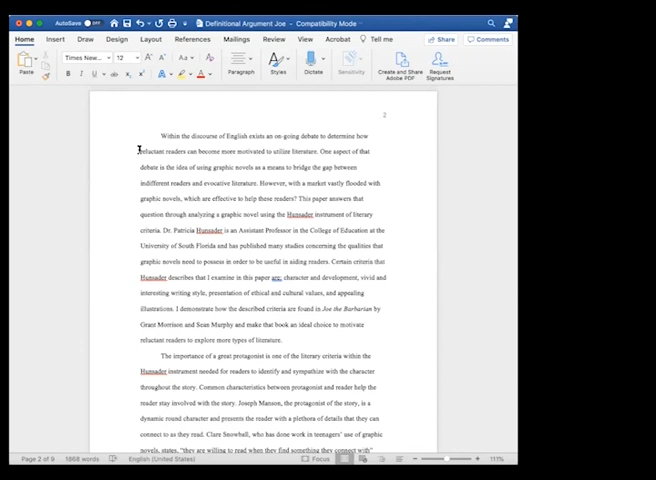 AutoSave OFF Definitional Argument Joe - Compatibility Mode
Home Insert Draw Design Layout References Mailings Review View Acrobat Tell me Share Comments
Paste Times New... 12 Paragraph Styles Dictate Sensitivity Create and Share Adobe PDF Request Signatures
2
Within the discourse of English exists an on-going debate to determine how
reluctant readers can become more motivated to utilize literature. One aspect of that
debate is the idea of using graphic novels as a means to bridge the gap between
indifferent readers and evocative literature. However, with a market vastly flooded with
graphic novels, which are effective to help these readers? This paper answers that
question through analyzing a graphic novel using the Hunsader instrument of literary
criteria. Dr. Patricia Hunsader is an Assistant Professor in the College of Education at the
University of South Florida and has published many studies concerning the qualities that
graphic novels need to possess in order to be useful in aiding readers. Certain criteria that
Hunsader describes that I examine in this paper are: character and development, vivid and
interesting writing style, presentation of ethical and cultural values, and appealing
illustrations. I demonstrate how the described criteria are found in Joe the Barbarian by
Grant Morrison and Sean Murphy and make that book an ideal choice to motivate
reluctant readers to explore more types of literature.
The importance of a great protagonist is one of the literary criteria within the
Hunsader instrument needed for readers to identify and sympathize with the character
throughout the story. Common characteristics between protagonist and reader help the
reader stay involved with the story. Joseph Manson, the protagonist of the story, is a
dynamic round character and presents the reader with a plethora of details that they can
connect to as they read. Clare Snowball, who has done work in teenagers' use of graphic
novels, states, "they are willing to read when they find something they connect with"
Page 2 of 9 1868 words English (United States) Focus 111%